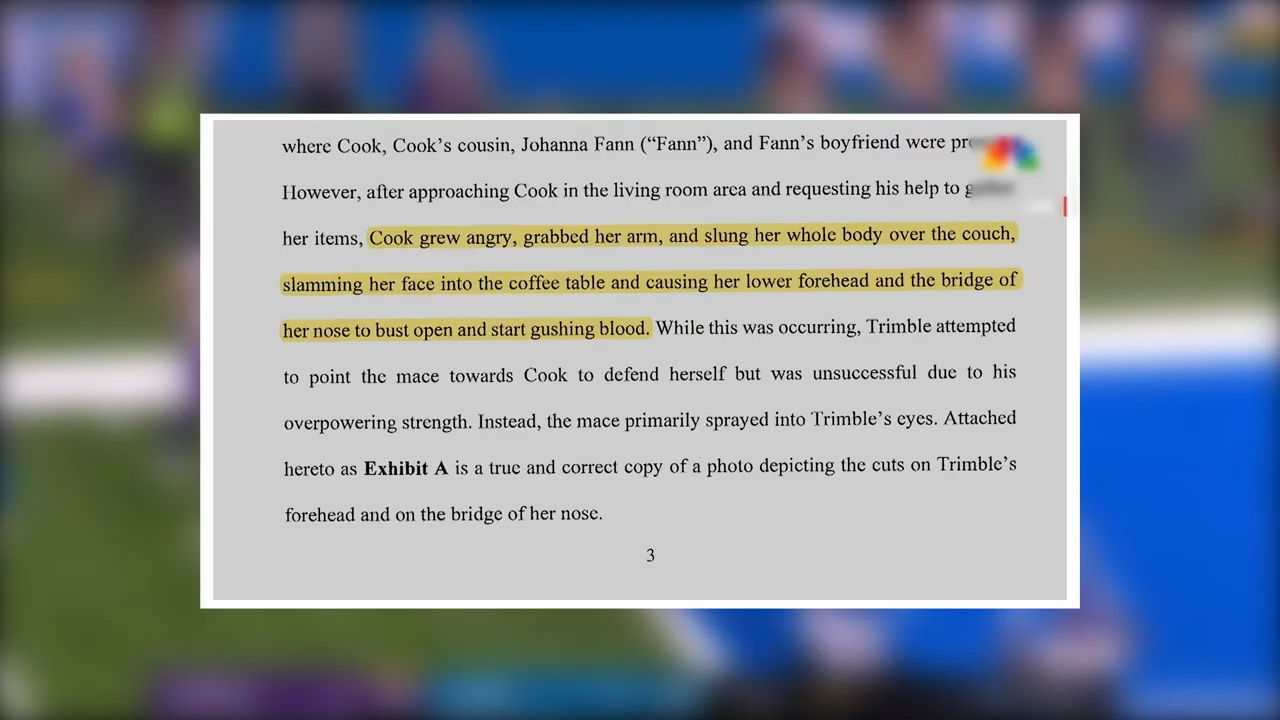 where Cook, Cook's cousin, Johanna Fann (“Fann”), and Fann's boyfriend were
However, after approaching Cook in the living room area and requesting his help to
her items, Cook grew angry, grabbed her arm, and slung her whole body over the couch,
slamming her face into the coffee table and causing her lower forehead and the bridge of
her nose to bust open and start gushing blood. While this was occurring, Trimble attempted
to point the mace towards Cook to defend herself but was unsuccessful due to his
overpowering strength. Instead, the mace primarily sprayed into Trimble's eyes. Attached
hereto as Exhibit A is a true and correct copy of a photo depicting the cuts on Trimble's
forehead and on the bridge of her nose.
3